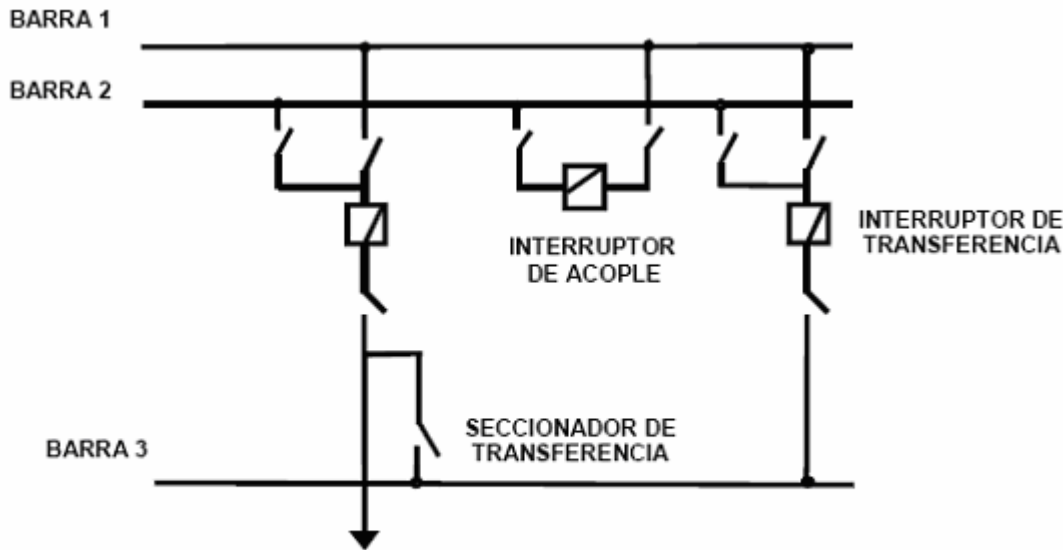 BARRA 1
BARRA 2
INTERRUPTOR
DE ACOPLE
INTERRUPTOR DE
TRANSFERENCIA
SECCIONADOR DE
TRANSFERENCIA
BARRA 3